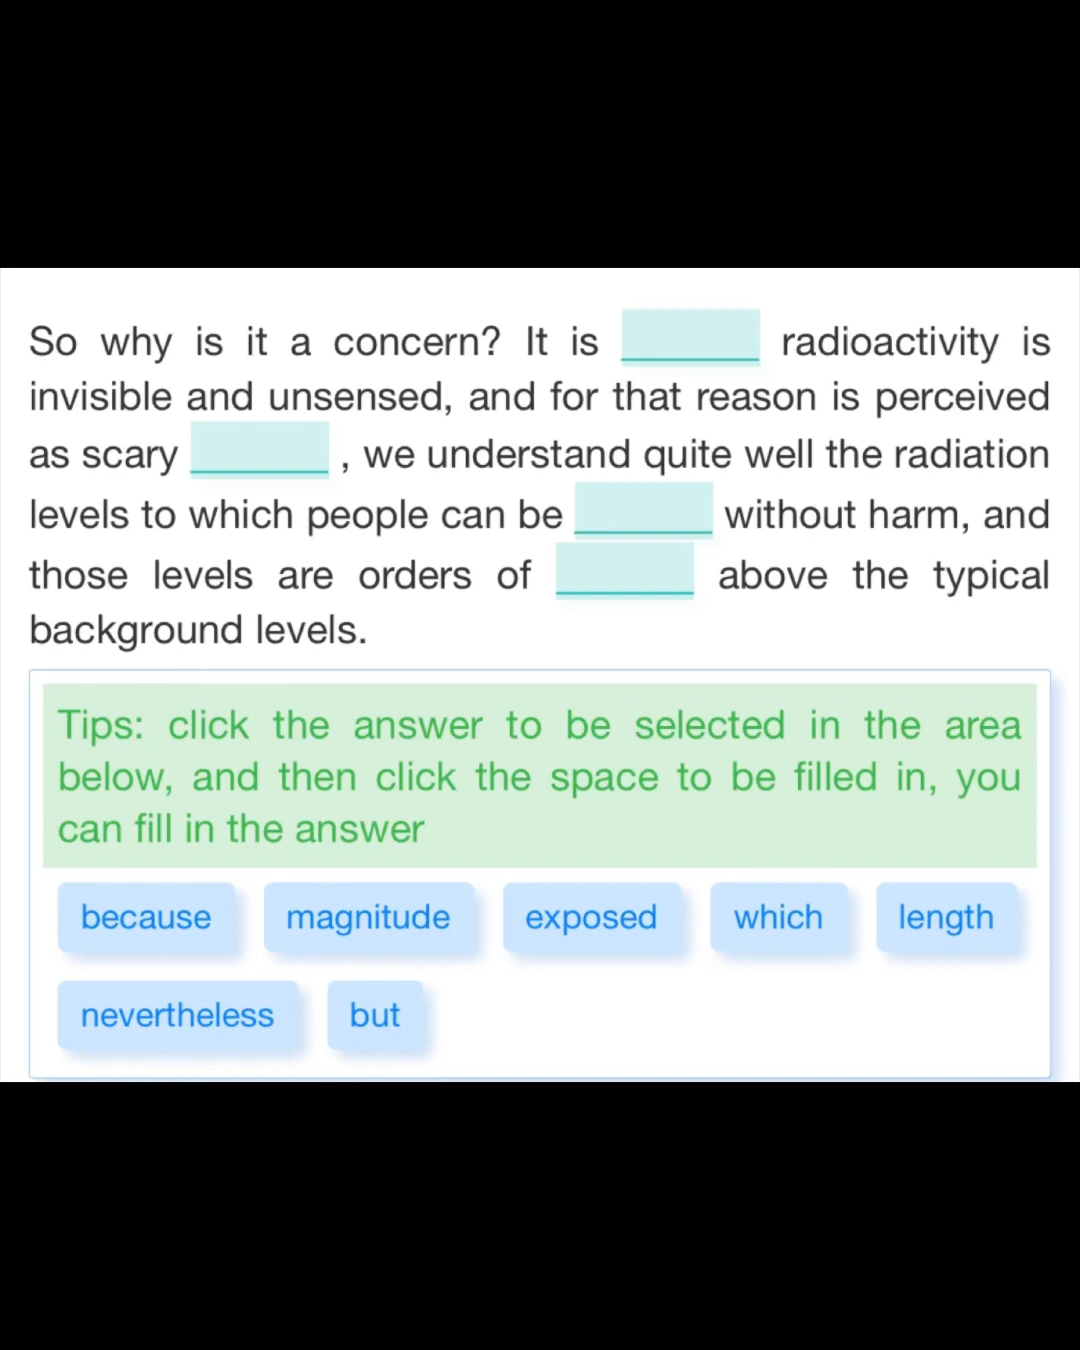 So why is it a concern? It is radioactivity is
invisible and unsensed, and for that reason is perceived
as scary , we understand quite well the radiation
levels to which people can be without harm, and
those levels are orders of above the typical
background levels.
Tips: click the answer to be selected in the area
below, and then click the space to be filled in, you
can fill in the answer
because magnitude exposed which length
nevertheless but